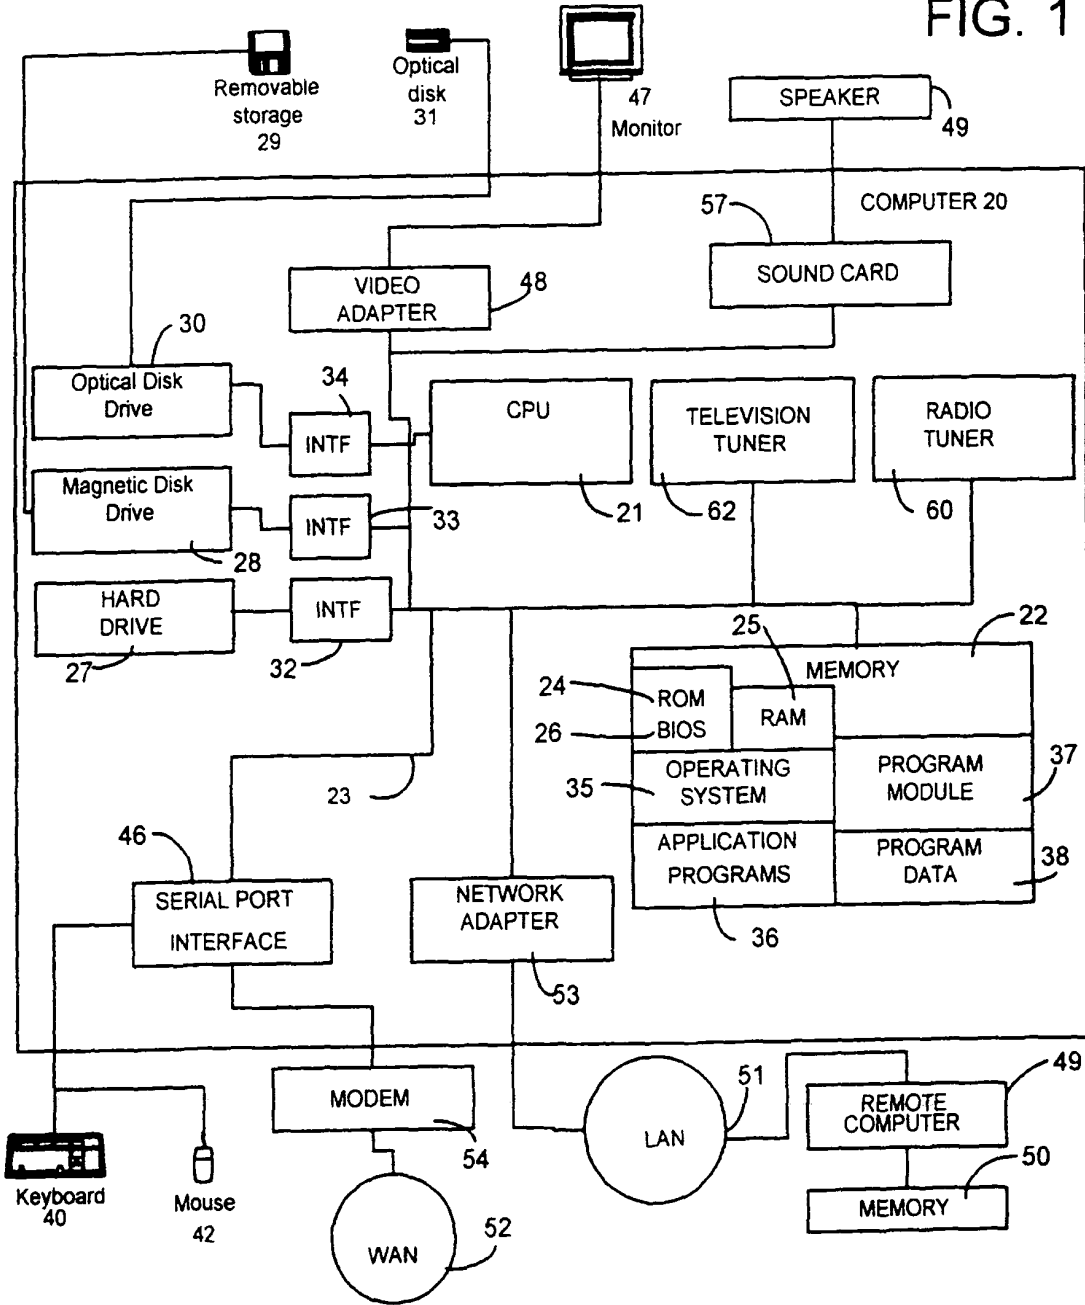 FIG. 1
Removable
storage
29
Optical
disk
31
47
Monitor
SPEAKER
49
COMPUTER 20
57
SOUND CARD
VIDEO
ADAPTER
48
30
Optical Disk
Drive
34
INTF
CPU
21
TELEVISION
TUNER
62
RADIO
TUNER
60
Magnetic Disk
Drive
28
INTF
33
HARD
DRIVE
27
INTF
32
25
22
MEMORY
24
ROM
26
BIOS
RAM
35
OPERATING
SYSTEM
PROGRAM
MODULE
37
APPLICATION
PROGRAMS
36
PROGRAM
DATA
38
23
46
SERIAL PORT
INTERFACE
NETWORK
ADAPTER
53
MODEM
54
LAN
51
REMOTE
COMPUTER
49
50
MEMORY
Keyboard
40
Mouse
42
WAN
52